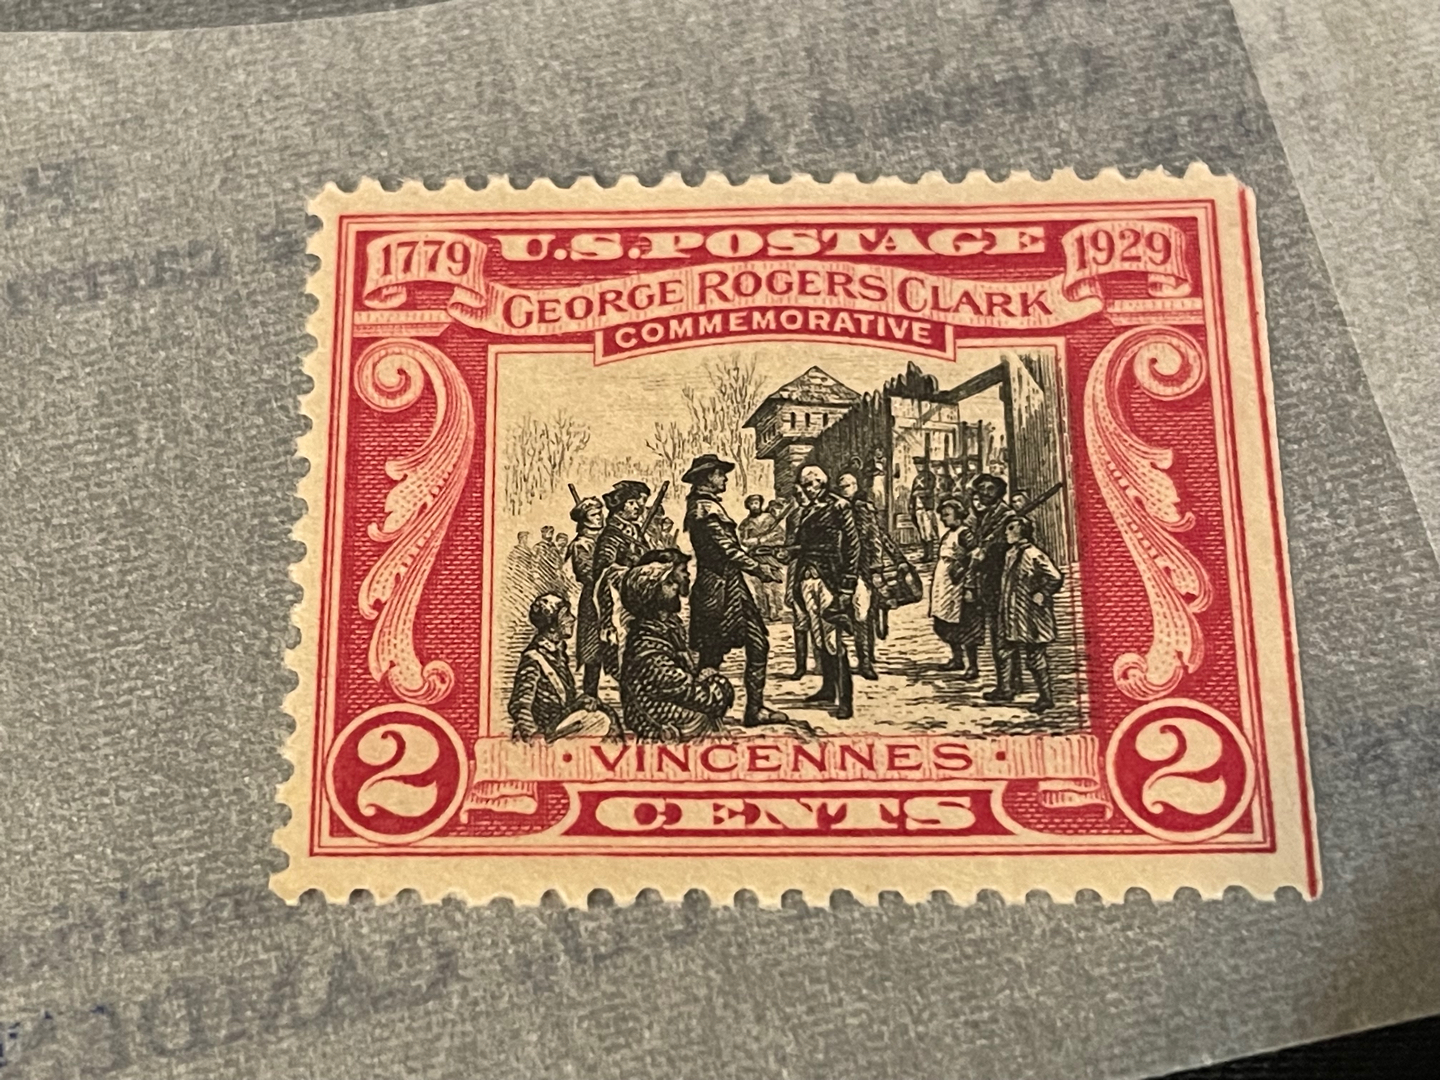 1779 U.S.POSTAGE 1929
GEORGE ROGERS CLARK
COMMEMORATIVE
2 · VINCENNES · 2
CENTS